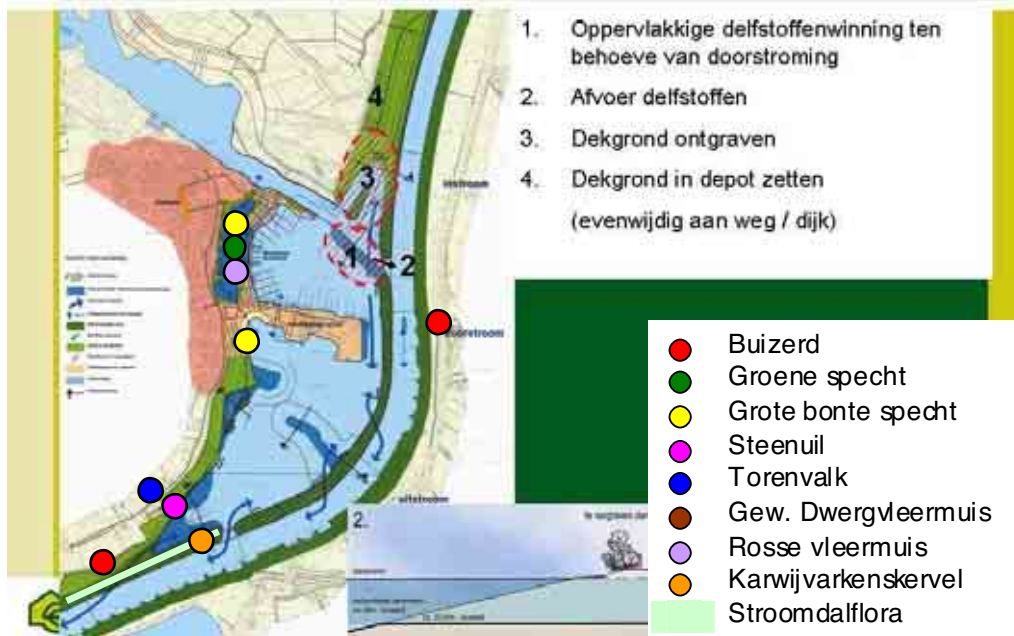 1. Oppervlakkige delfstoffenwinning ten
behoeve van doorstroming
2. Afvoer delfstoffen
3. Dekgrond ontgraven
4. Dekgrond in depot zetten
(evenwijdig aan weg / dijk)
4
3
1
2
instroom
doorstroom
uitstroom
2.
Buizerd
Groene specht
Grote bonte specht
Steenuil
Torenvalk
Gew. Dwergvleermuis
Rosse vleermuis
Karwijvarkenskervel
Stroomdalflora